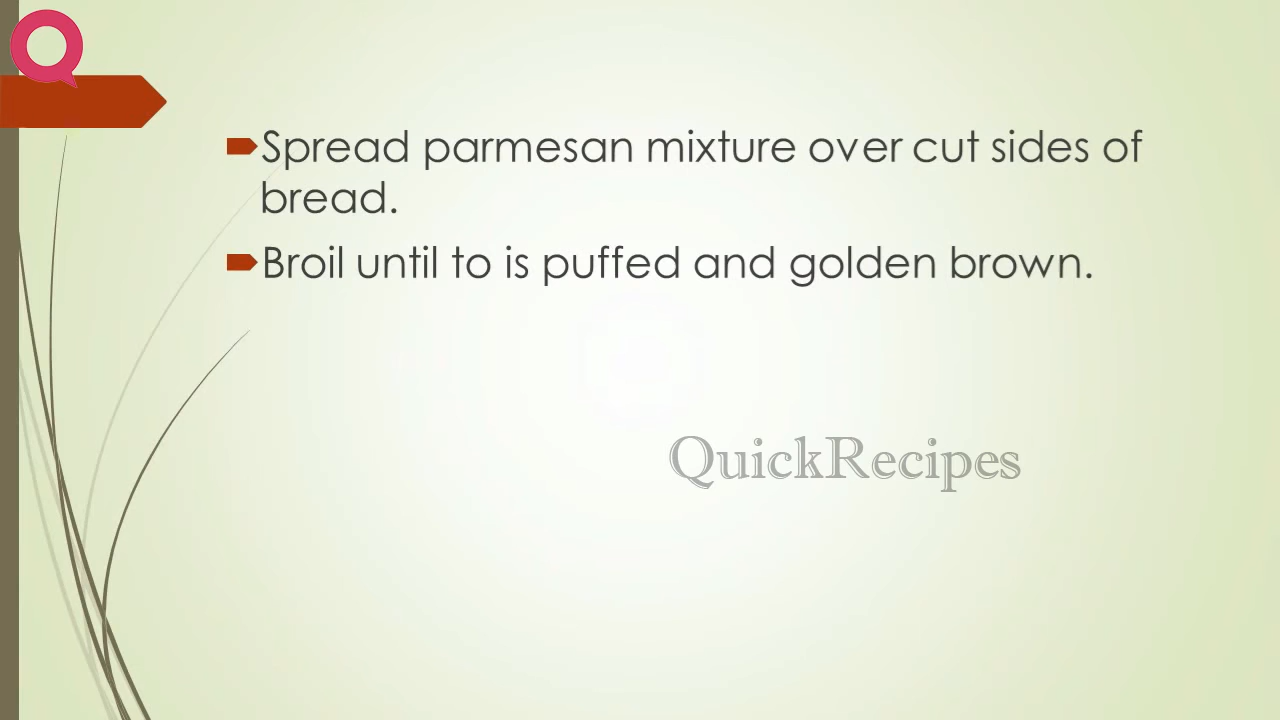 Spread parmesan mixture over cut sides of
bread.
Broil until to is puffed and golden brown.
QuickRecipes